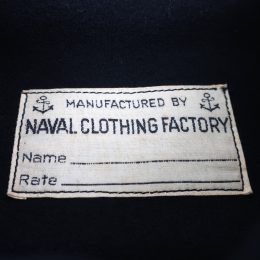 MANUFACTURED BY
NAVAL CLOTHING FACTORY
Name
Rate